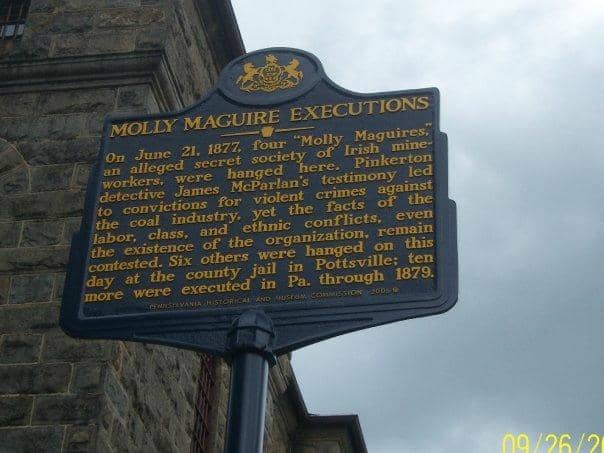 MOLLY MAGUIRE EXECUTIONS
On June 21, 1877, four "Molly Maguires,"
an alleged secret society of Irish mine-
workers, were hanged here. Pinkerton
detective James McParlan's testimony led
to convictions for violent crimes against
the coal industry, yet the facts of the
labor, class, and ethnic conflicts, even
the existence of the organization, remain
contested. Six others were hanged on this
day at the county jail in Pottsville; ten
more were executed in Pa. through 1879.
PENNSYLVANIA HISTORICAL AND MUSEUM COMMISSION 2006
09/26/20